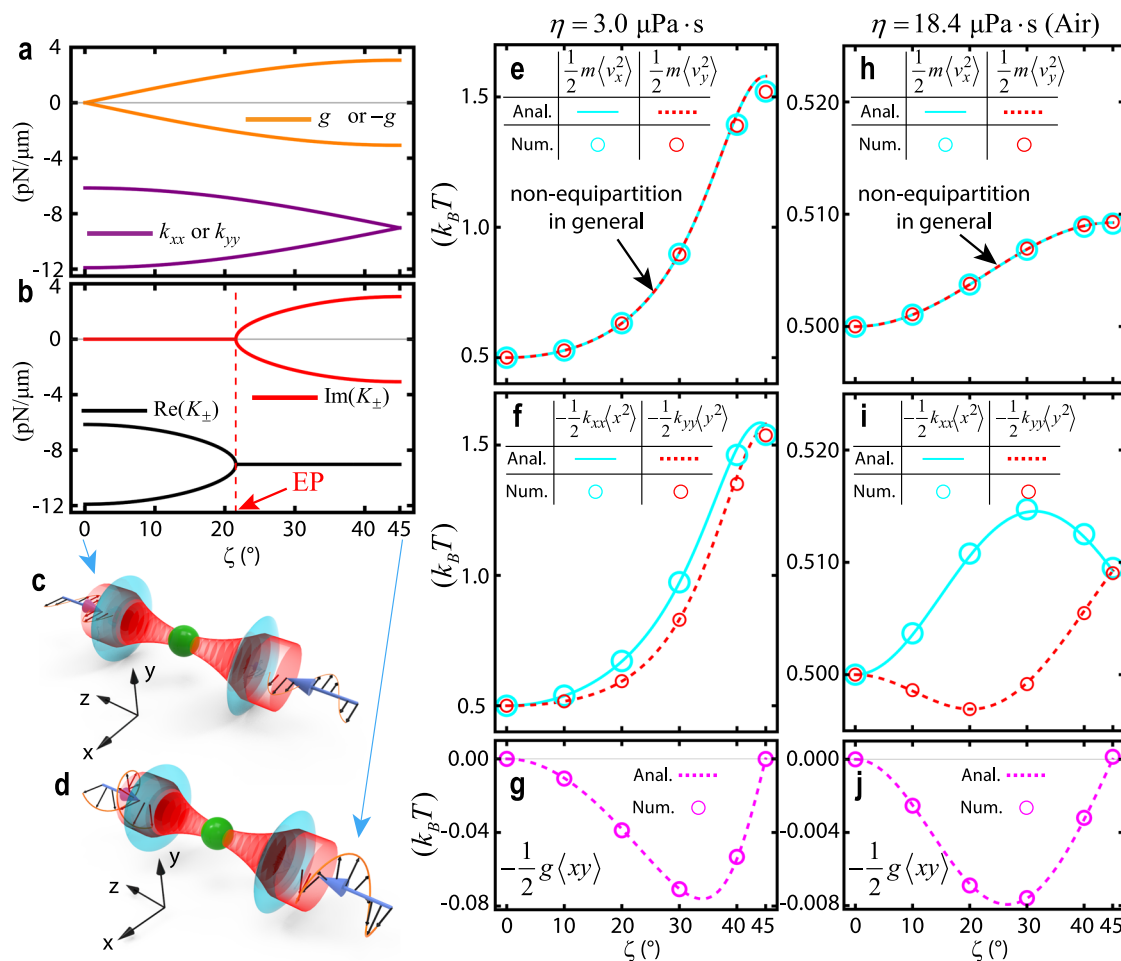 η = 3.0 μPa·s
η = 18.4 μPa·s (Air)
a
4
0
-4
-8
-12
(pN/μm)
g or −g
k_xx or k_yy
b
4
0
-4
-8
-12
(pN/μm)
Re(K±)
Im(K±)
EP
0 10 20 30 45
ζ (°)
c
y
z
x
d
y
z
x
e
1/2 m⟨v_x^2⟩ 1/2 m⟨v_y^2⟩
Anal.
Num.
non-equipartition
in general
1.5
1.0
0.5
(k_BT)
f
−1/2 k_xx⟨x^2⟩ −1/2 k_yy⟨y^2⟩
Anal.
Num.
1.5
1.0
0.5
(k_BT)
g
Anal.
Num.
0.00
-0.04
-0.08
(k_BT)
−1/2 g⟨xy⟩
0 10 20 30 40 45
ζ (°)
h
1/2 m⟨v_x^2⟩ 1/2 m⟨v_y^2⟩
Anal.
Num.
non-equipartition
in general
0.520
0.510
0.500
i
−1/2 k_xx⟨x^2⟩ −1/2 k_yy⟨y^2⟩
Anal.
Num.
0.520
0.510
0.500
j
Anal.
Num.
0.000
-0.004
-0.008
−1/2 g⟨xy⟩
0 10 20 30 40 45
ζ (°)